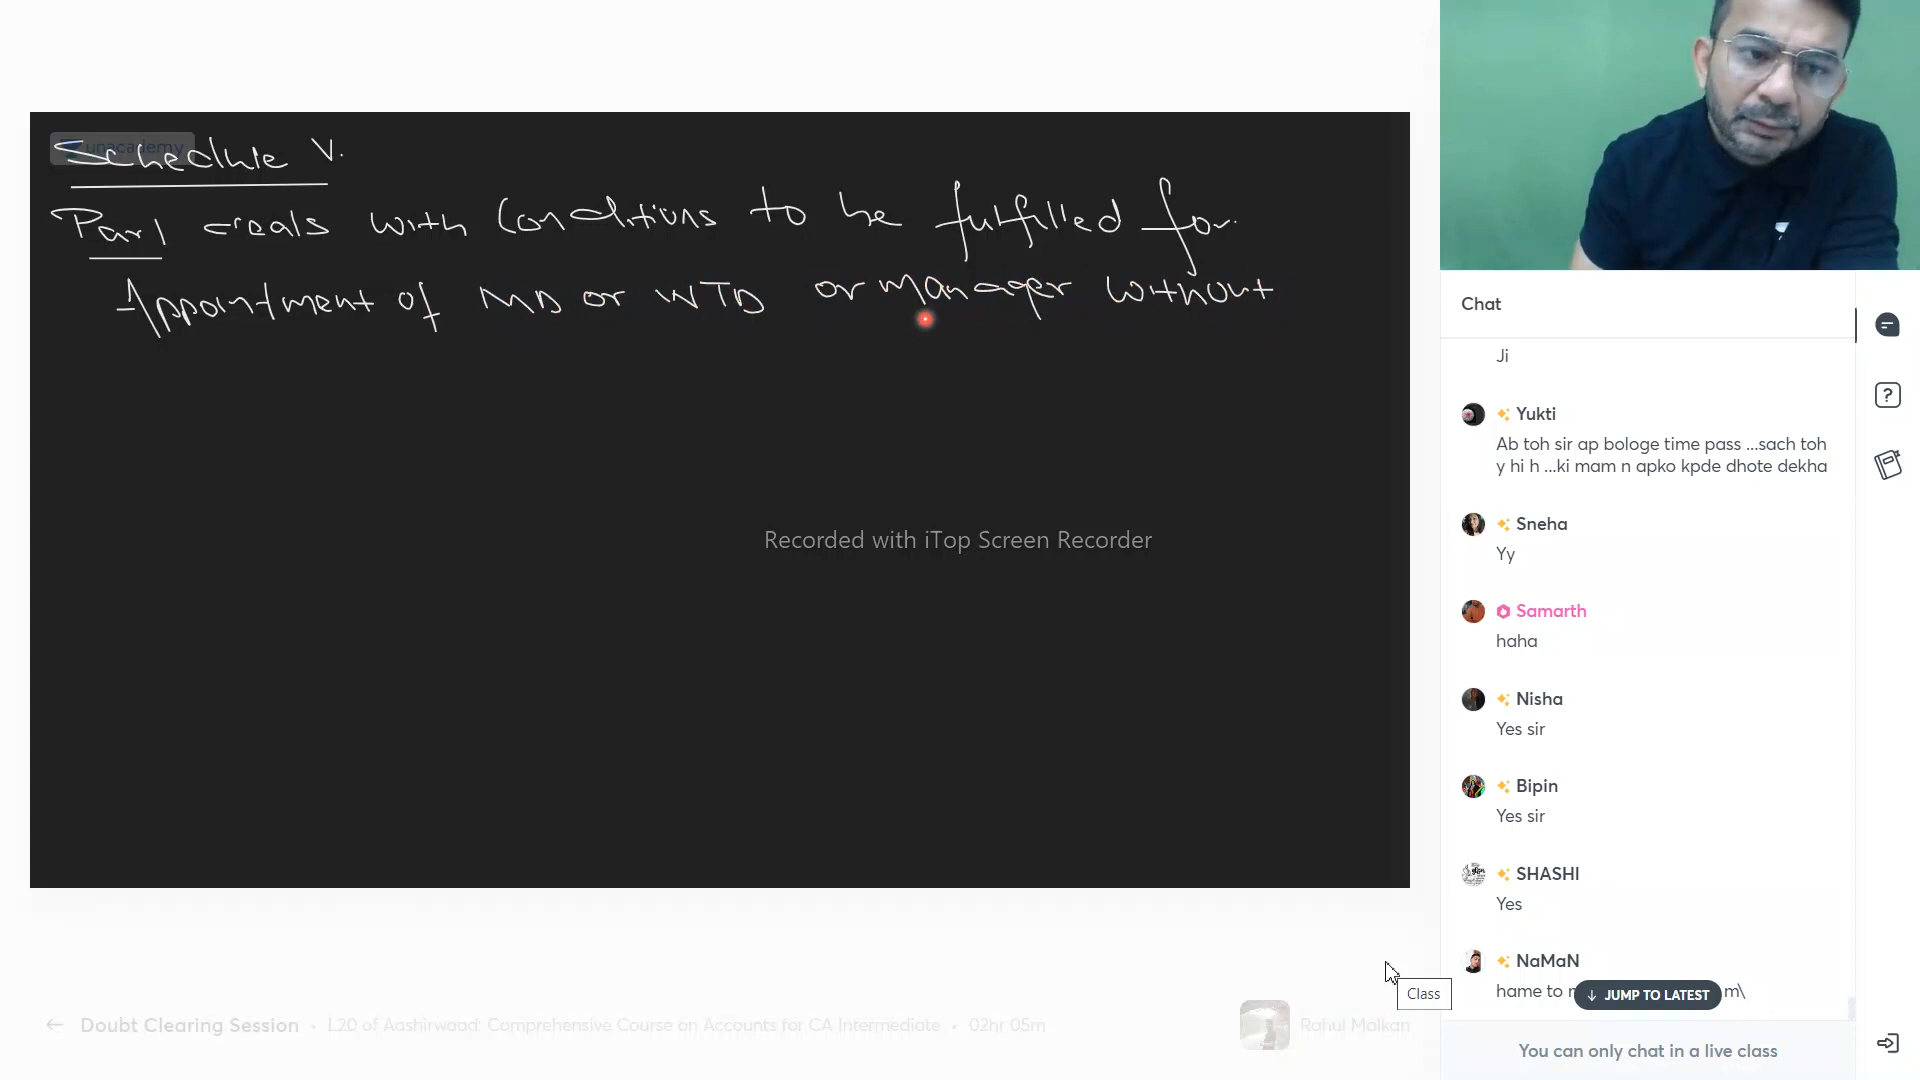 unacademy
Schedule V.
Part deals with Conditions to be fulfilled for
Appointment of MD or WTD or manager without
Recorded with iTop Screen Recorder
Class
← Doubt Clearing Session • L20 of Aashirwaad: Comprehensive Course on Accounts for CA Intermediate • 02hr 05m
Rahul Malkan
Chat
Ji
Yukti
Ab toh sir ap bologe time pass ...sach toh
y hi h ...ki mam n apko kpde dhote dekha
Sneha
Yy
Samarth
haha
Nisha
Yes sir
Bipin
Yes sir
SHASHI
Yes
NaMaN
hame to m\
↓ JUMP TO LATEST
You can only chat in a live class